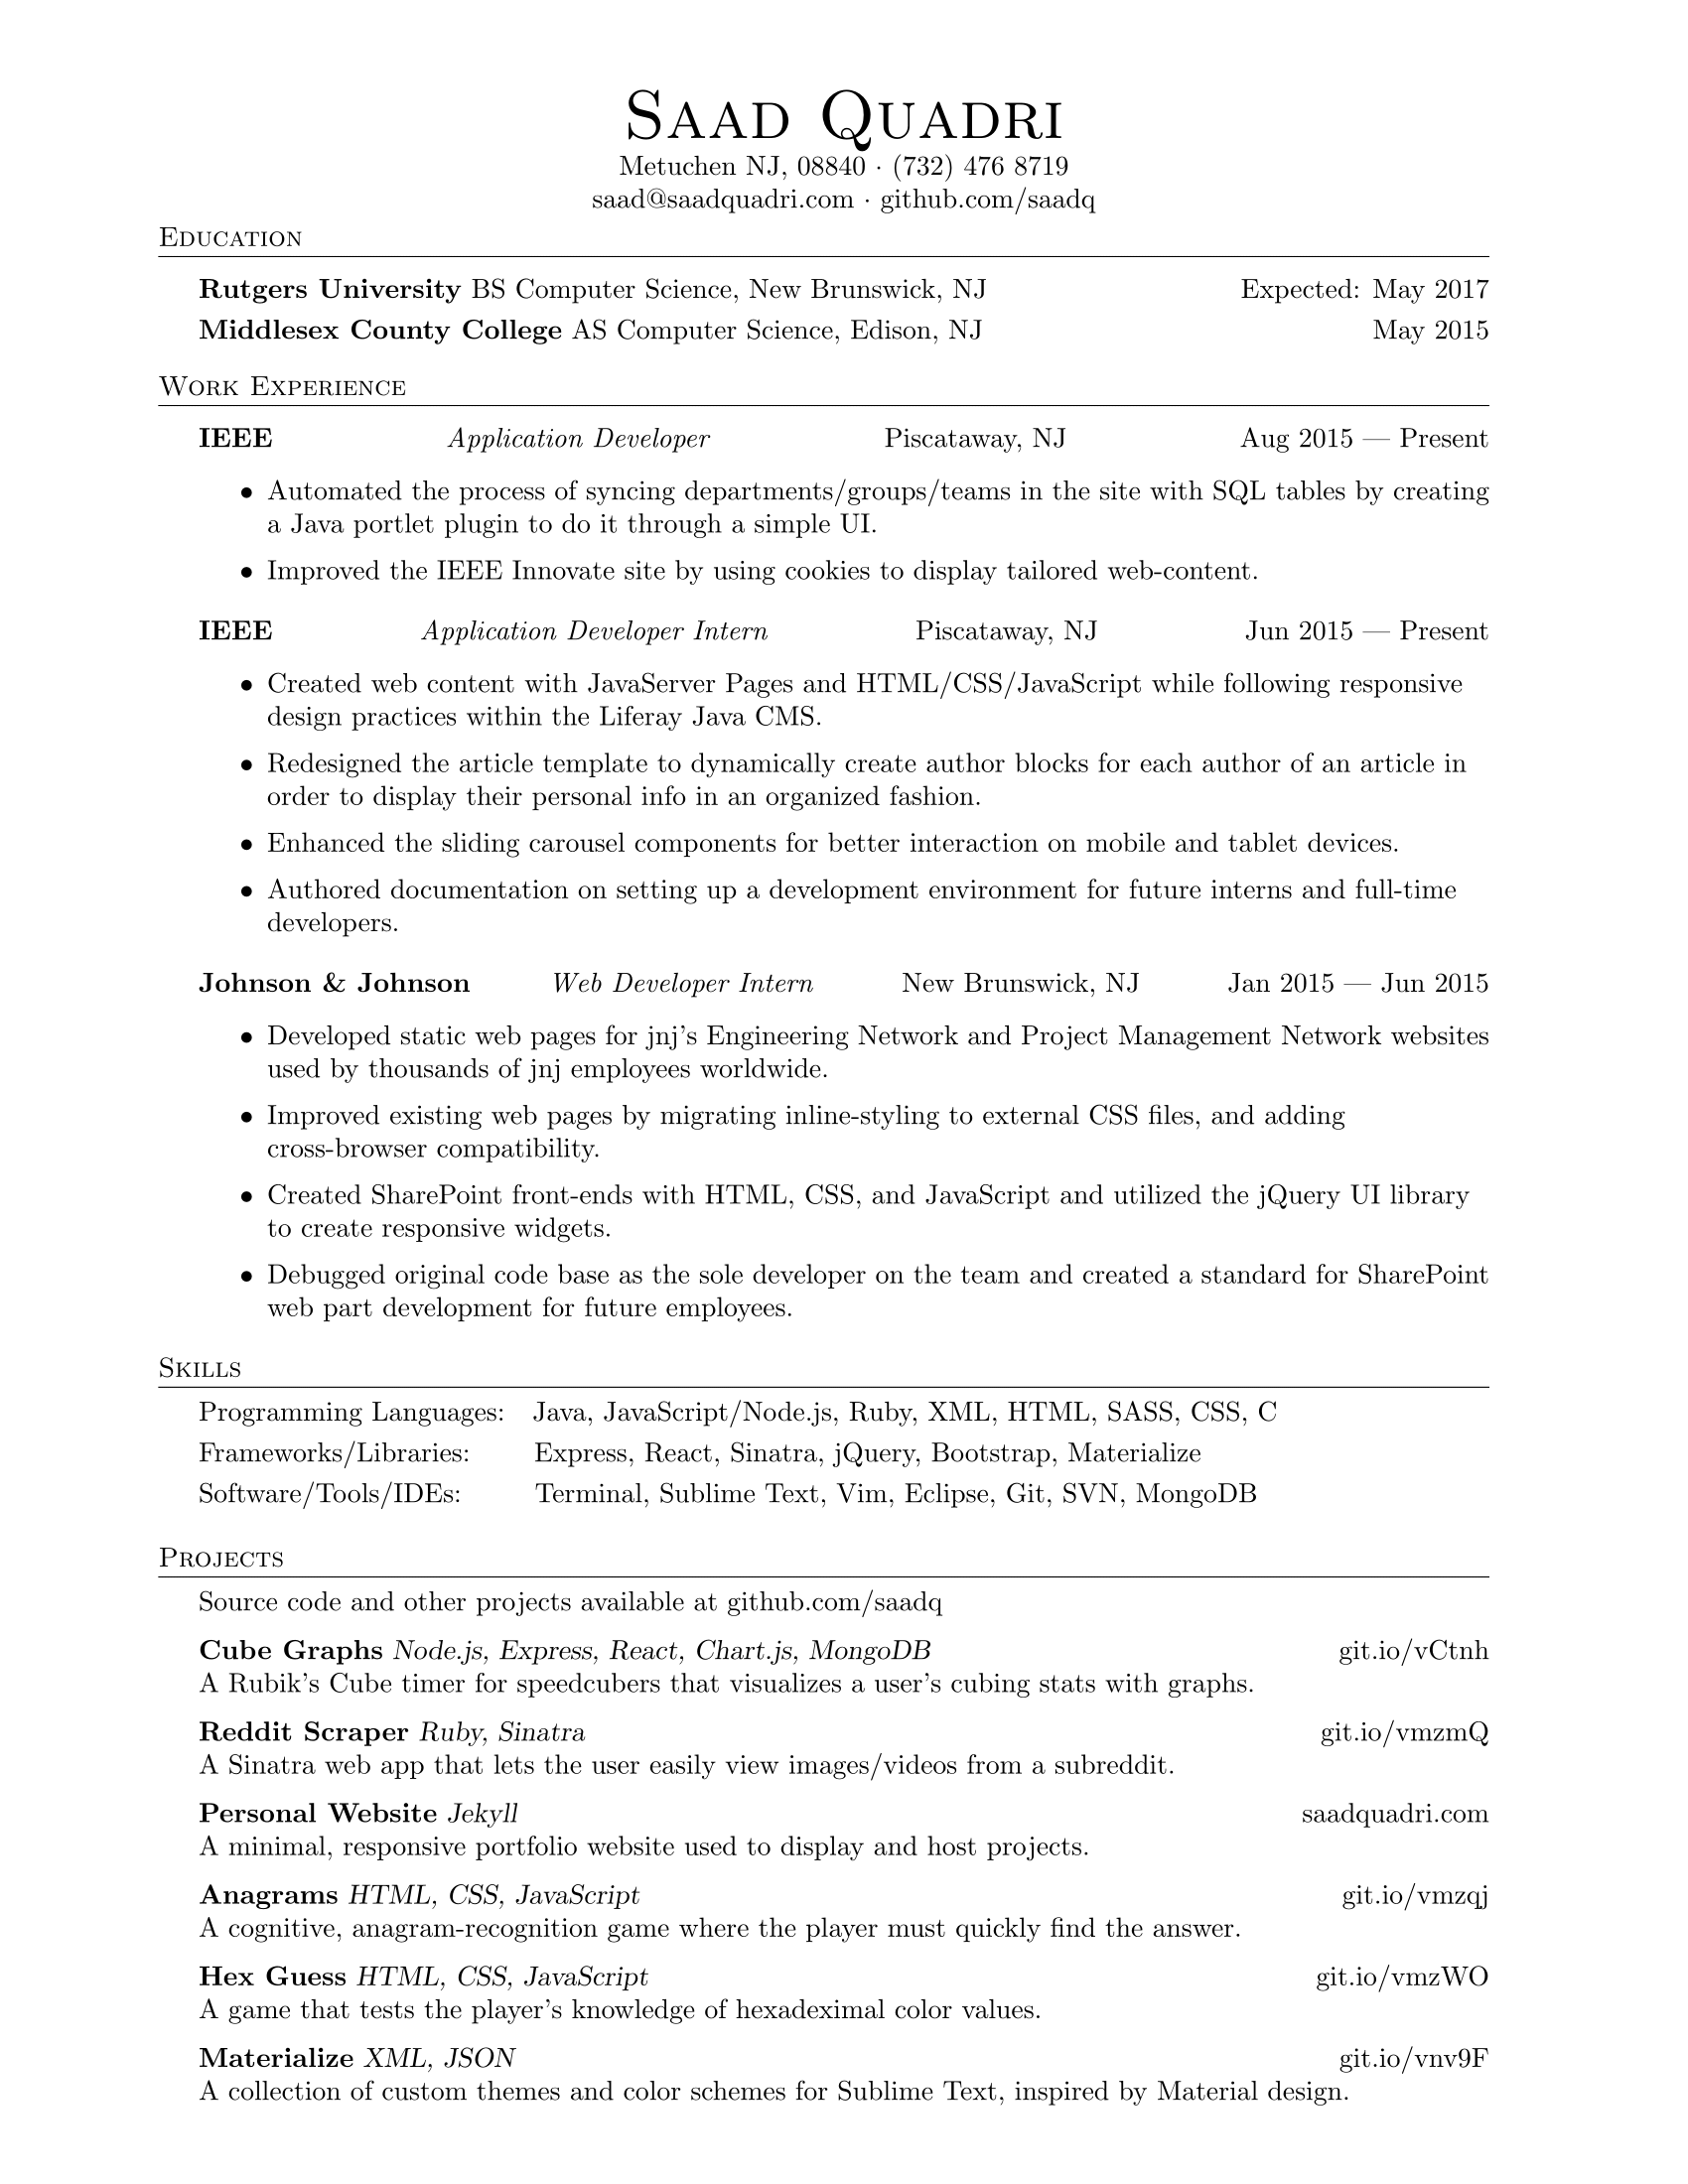 Saad Quadri
Metuchen NJ, 08840 · (732) 476 8719
saad@saadquadri.com · github.com/saadq
Education
Rutgers University BS Computer Science, New Brunswick, NJ Expected: May 2017
Middlesex County College AS Computer Science, Edison, NJ May 2015
Work Experience
IEEE Application Developer Piscataway, NJ Aug 2015 — Present
• Automated the process of syncing departments/groups/teams in the site with SQL tables by creating
a Java portlet plugin to do it through a simple UI.
• Improved the IEEE Innovate site by using cookies to display tailored web-content.
IEEE Application Developer Intern Piscataway, NJ Jun 2015 — Present
• Created web content with JavaServer Pages and HTML/CSS/JavaScript while following responsive
design practices within the Liferay Java CMS.
• Redesigned the article template to dynamically create author blocks for each author of an article in
order to display their personal info in an organized fashion.
• Enhanced the sliding carousel components for better interaction on mobile and tablet devices.
• Authored documentation on setting up a development environment for future interns and full-time
developers.
Johnson & Johnson Web Developer Intern New Brunswick, NJ Jan 2015 — Jun 2015
• Developed static web pages for jnj's Engineering Network and Project Management Network websites
used by thousands of jnj employees worldwide.
• Improved existing web pages by migrating inline-styling to external CSS files, and adding
cross-browser compatibility.
• Created SharePoint front-ends with HTML, CSS, and JavaScript and utilized the jQuery UI library
to create responsive widgets.
• Debugged original code base as the sole developer on the team and created a standard for SharePoint
web part development for future employees.
Skills
Programming Languages: Java, JavaScript/Node.js, Ruby, XML, HTML, SASS, CSS, C
Frameworks/Libraries: Express, React, Sinatra, jQuery, Bootstrap, Materialize
Software/Tools/IDEs: Terminal, Sublime Text, Vim, Eclipse, Git, SVN, MongoDB
Projects
Source code and other projects available at github.com/saadq
Cube Graphs Node.js, Express, React, Chart.js, MongoDB git.io/vCtnh
A Rubik's Cube timer for speedcubers that visualizes a user's cubing stats with graphs.
Reddit Scraper Ruby, Sinatra git.io/vmzmQ
A Sinatra web app that lets the user easily view images/videos from a subreddit.
Personal Website Jekyll saadquadri.com
A minimal, responsive portfolio website used to display and host projects.
Anagrams HTML, CSS, JavaScript git.io/vmzqj
A cognitive, anagram-recognition game where the player must quickly find the answer.
Hex Guess HTML, CSS, JavaScript git.io/vmzWO
A game that tests the player's knowledge of hexadeximal color values.
Materialize XML, JSON git.io/vnv9F
A collection of custom themes and color schemes for Sublime Text, inspired by Material design.